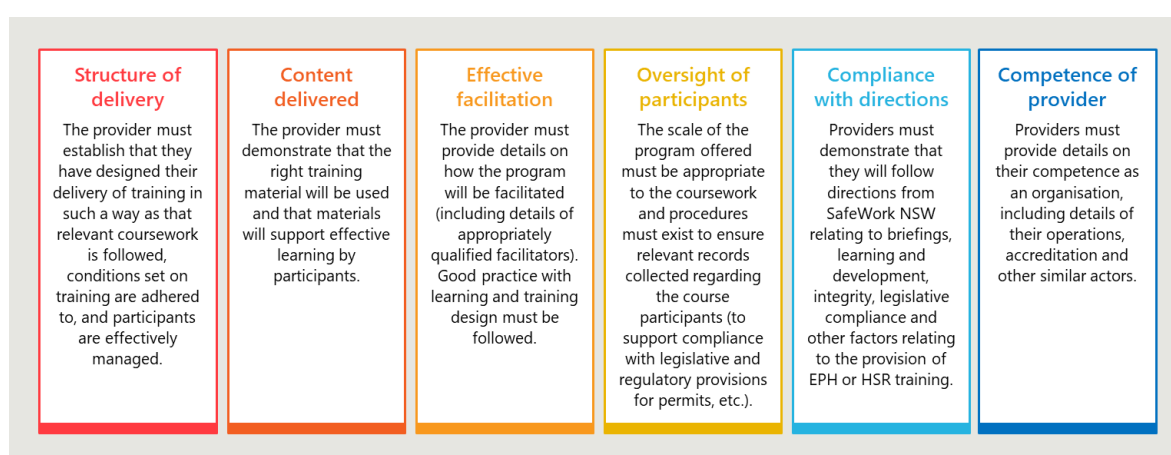 Structure of
delivery
The provider must
establish that they
have designed their
delivery of training in
such a way as that
relevant coursework
is followed,
conditions set on
training are adhered
to, and participants
are effectively
managed.
Content
delivered
The provider must
demonstrate that the
right training
material will be used
and that materials
will support effective
learning by
participants.
Effective
facilitation
The provider must
provide details on
how the program
will be facilitated
(including details of
appropriately
qualified facilitators).
Good practice with
learning and training
design must be
followed.
Oversight of
participants
The scale of the
program offered
must be appropriate
to the coursework
and procedures
must exist to ensure
relevant records
collected regarding
the course
participants (to
support compliance
with legislative and
regulatory provisions
for permits, etc.).
Compliance
with directions
Providers must
demonstrate that
they will follow
directions from
SafeWork NSW
relating to briefings,
learning and
development,
integrity, legislative
compliance and
other factors relating
to the provision of
EPH or HSR training.
Competence of
provider
Providers must
provide details on
their competence as
an organisation,
including details of
their operations,
accreditation and
other similar actors.